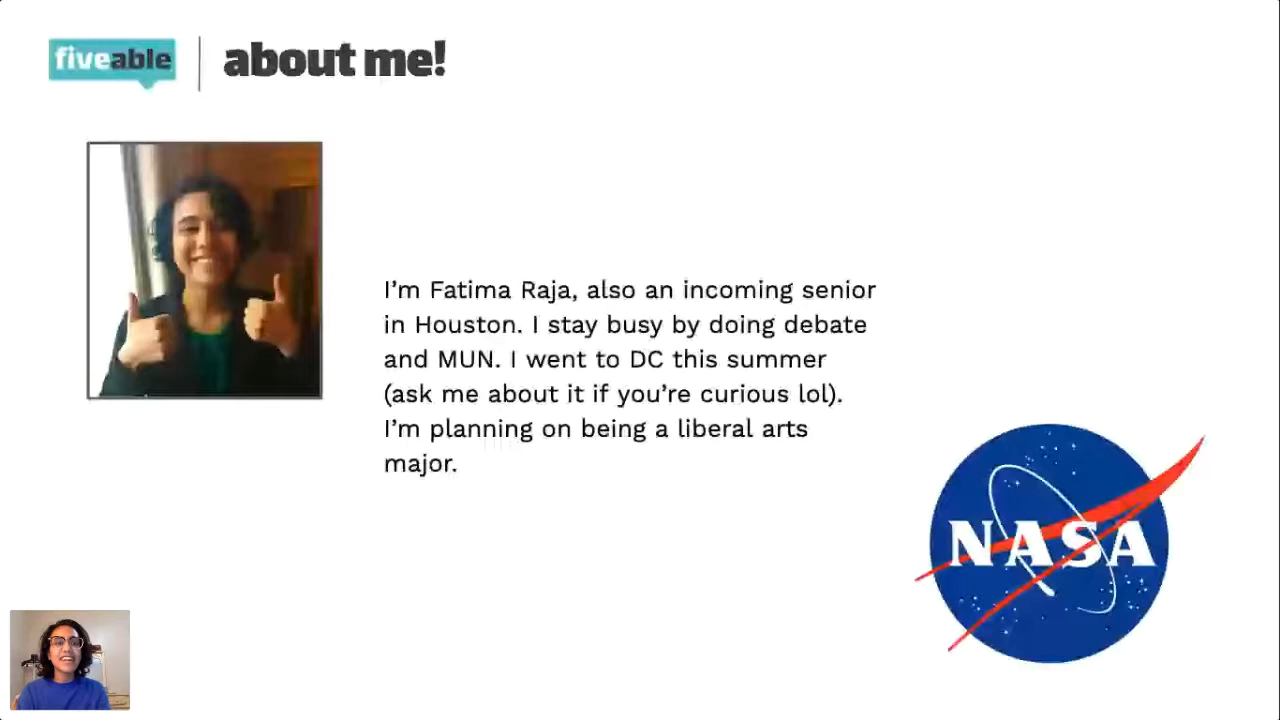 fiveable
about me!
I'm Fatima Raja, also an incoming senior
in Houston. I stay busy by doing debate
and MUN. I went to DC this summer
(ask me about it if you're curious lol).
I'm planning on being a liberal arts
major.
NASA